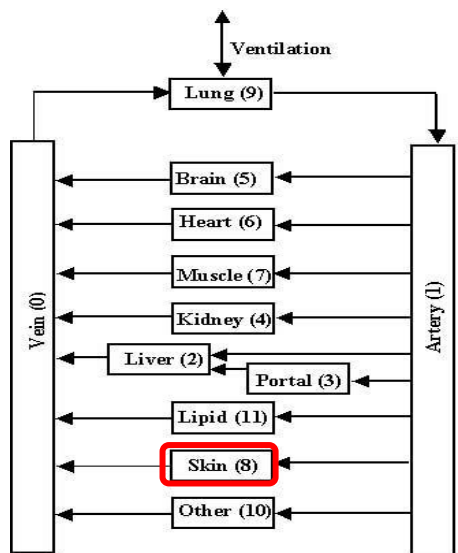 Ventilation
Lung (9)
Brain (5)
Heart (6)
Muscle (7)
Kidney (4)
Liver (2)
Portal (3)
Lipid (11)
Skin (8)
Other (10)
Vein (0)
Artery (1)